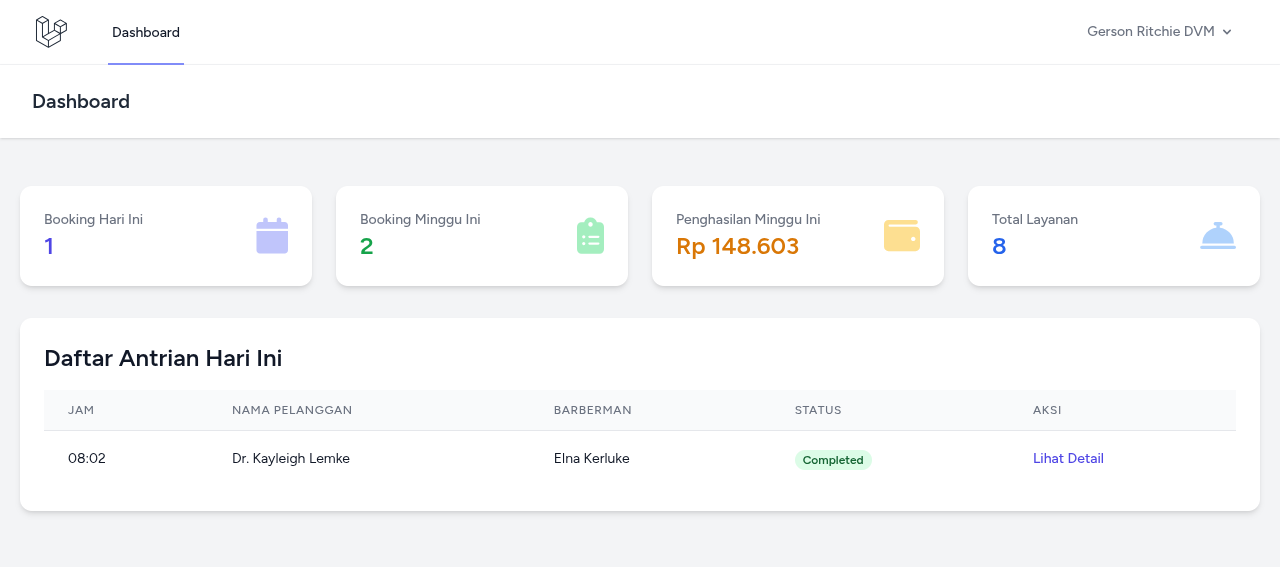 Dashboard
Gerson Ritchie DVM
Dashboard
Booking Hari Ini
1
Booking Minggu Ini
2
Penghasilan Minggu Ini
Rp 148.603
Total Layanan
8
Daftar Antrian Hari Ini
JAM NAMA PELANGGAN BARBERMAN STATUS AKSI
08:02 Dr. Kayleigh Lemke Elna Kerluke Completed Lihat Detail